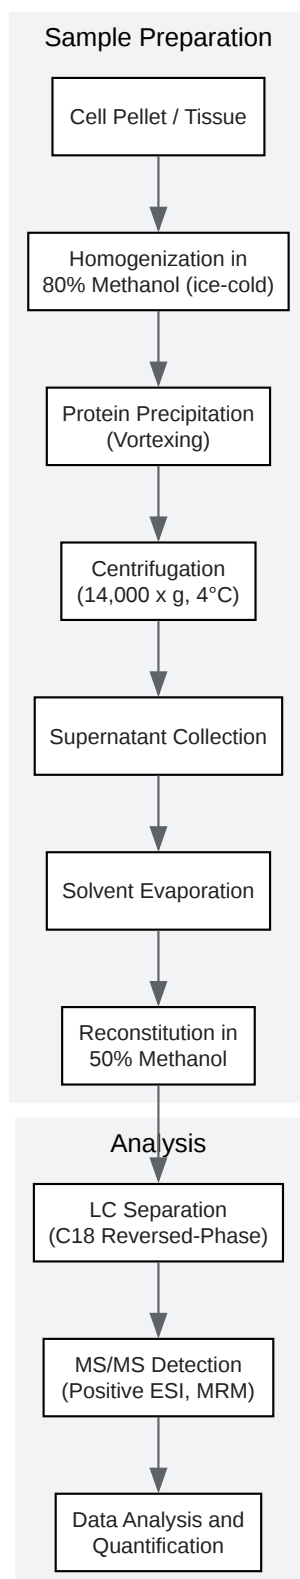 Sample Preparation
Cell Pellet / Tissue
Homogenization in
80% Methanol (ice-cold)
Protein Precipitation
(Vortexing)
Centrifugation
(14,000 x g, 4°C)
Supernatant Collection
Solvent Evaporation
Reconstitution in
50% Methanol
Analysis
LC Separation
(C18 Reversed-Phase)
MS/MS Detection
(Positive ESI, MRM)
Data Analysis and
Quantification